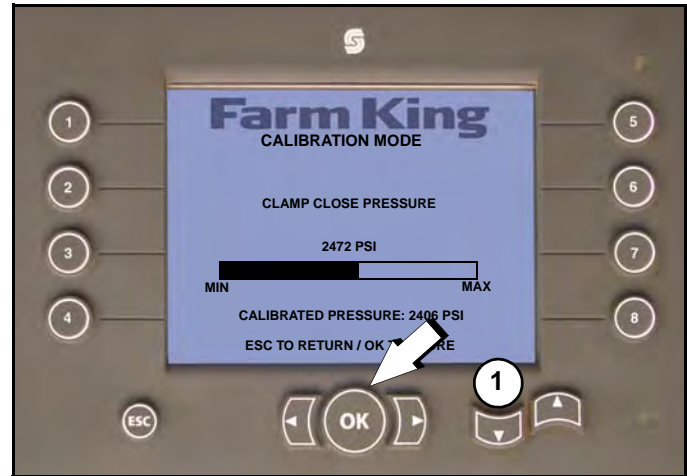 Farm King
CALIBRATION MODE
CLAMP CLOSE PRESSURE
2472 PSI
MIN MAX
CALIBRATED PRESSURE: 2406 PSI
ESC TO RETURN / OK
1
2
3
4
5
6
7
8
1
ESC
OK